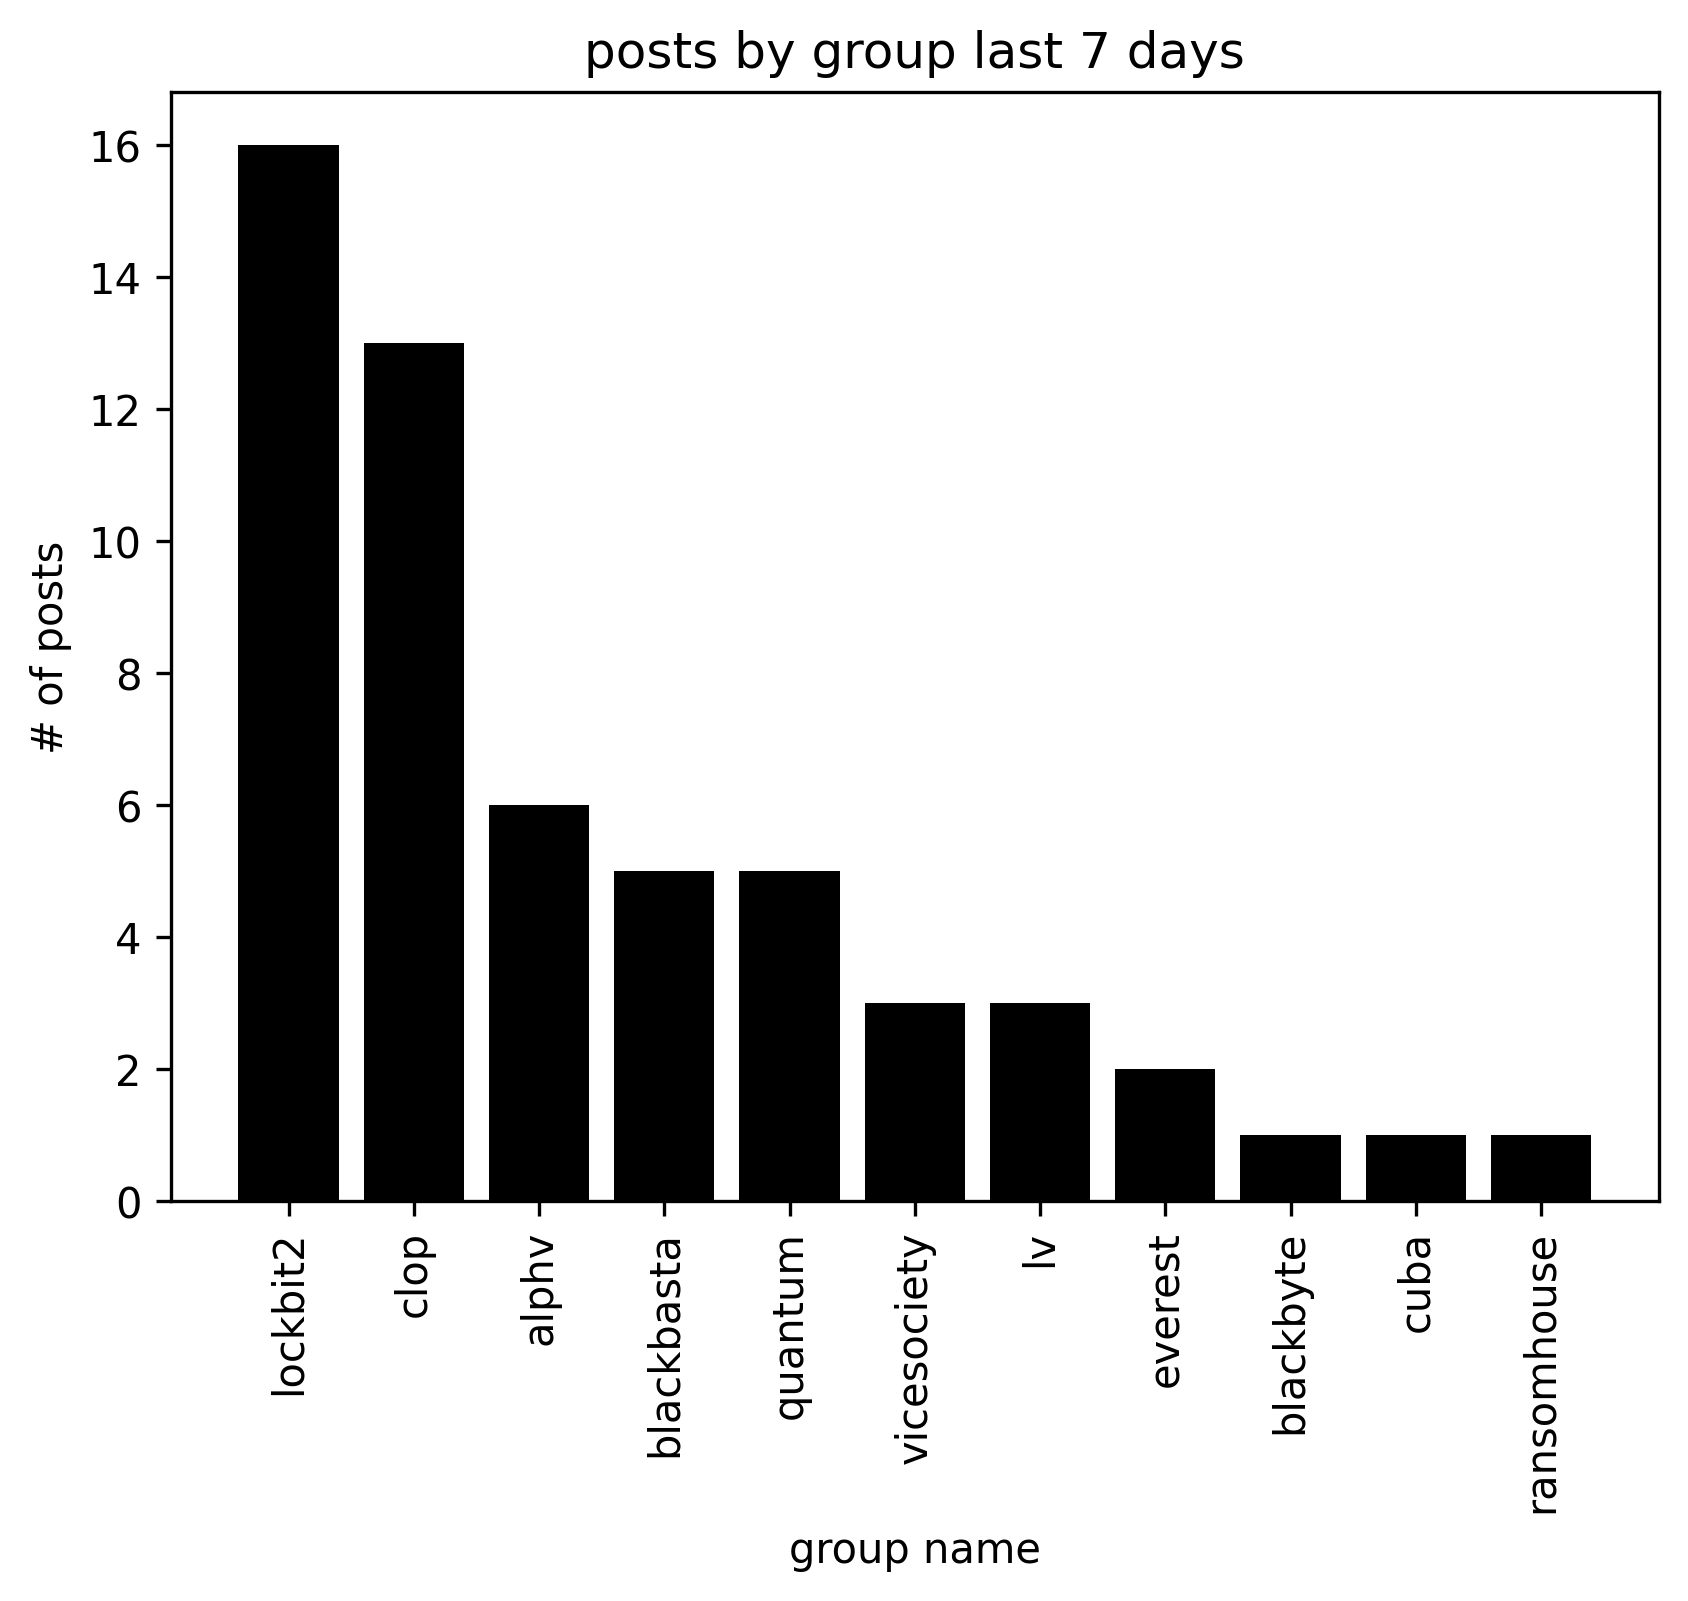 posts by group last 7 days
16
14
12
10
8
6
4
2
0
# of posts
lockbit2
clop
alphv
blackbasta
quantum
vicesociety
lv
everest
blackbyte
cuba
ransomhouse
group name